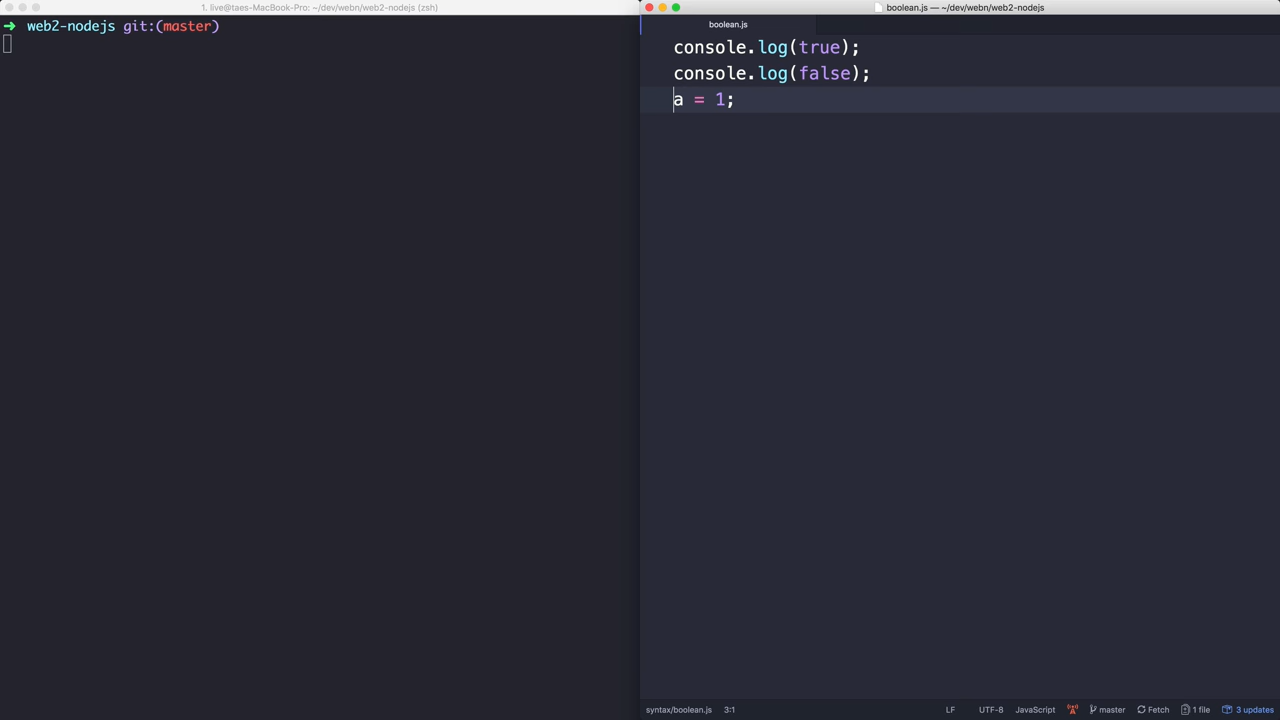 1. live@taes-MacBook-Pro: ~/dev/webn/web2-nodejs (zsh)
➜ web2-nodejs git:(master)
boolean.js — ~/dev/webn/web2-nodejs
boolean.js
console.log(true);
console.log(false);
a = 1;
syntax/boolean.js 3:1 LF UTF-8 JavaScript master Fetch 1 file 3 updates